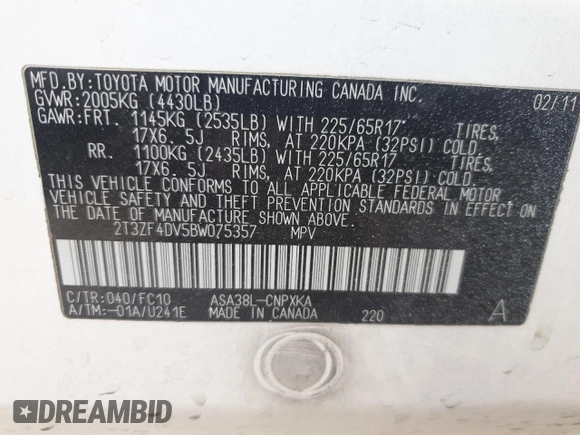 MFD.BY:TOYOTA MOTOR MANUFACTURING CANADA INC.
GVWR:2005KG (4430LB) 02/11
GAWR:FRT. 1145KG (2535LB) WITH 225/65R17 TIRES,
17X6. 5J RIMS, AT 220KPA (32PSI) COLD
RR. 1100KG (2435LB) WITH 225/65R17 TIRES,
17X6. 5J RIMS, AT 220KPA (32PSI) COLD.
THIS VEHICLE CONFORMS TO ALL APPLICABLE FEDERAL MOTOR
VEHICLE SAFETY AND THEFT PREVENTION STANDARDS IN EFFECT
ON THE DATE OF MANUFACTURE SHOWN ABOVE.
2T3ZF4DV5BW075357 MPV
C/TR:040/FC10 ASA38L-CNPXKA
A/TM:-01A/U241E MADE IN CANADA 220 A
DREAMBID